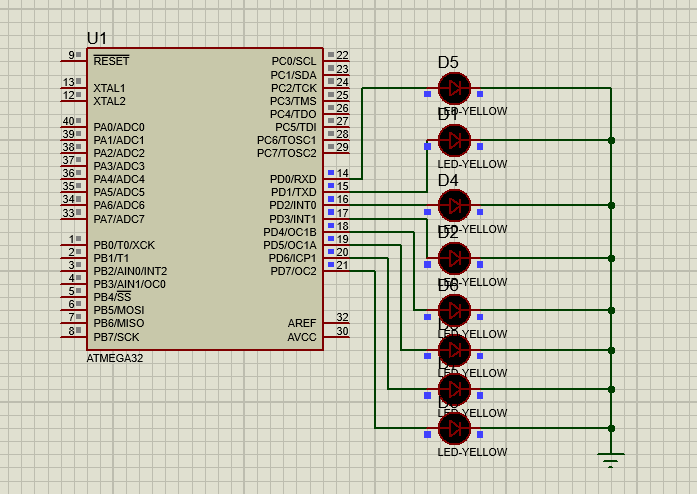 U1
9 RESET
13 XTAL1
12 XTAL2
40 PA0/ADC0
39 PA1/ADC1
38 PA2/ADC2
37 PA3/ADC3
36 PA4/ADC4
35 PA5/ADC5
34 PA6/ADC6
33 PA7/ADC7
1 PB0/T0/XCK
2 PB1/T1
3 PB2/AIN0/INT2
4 PB3/AIN1/OC0
5 PB4/SS
6 PB5/MOSI
7 PB6/MISO
8 PB7/SCK
PC0/SCL 22
PC1/SDA 23
PC2/TCK 24
PC3/TMS 25
PC4/TDO 26
PC5/TDI 27
PC6/TOSC1 28
PC7/TOSC2 29
PD0/RXD 14
PD1/TXD 15
PD2/INT0 16
PD3/INT1 17
PD4/OC1B 18
PD5/OC1A 19
PD6/ICP1 20
PD7/OC2 21
AREF 32
AVCC 30
ATMEGA32
D5
LED-YELLOW
D1
LED-YELLOW
D4
LED-YELLOW
D2
LED-YELLOW
D6
LED-YELLOW
LED-YELLOW
LED-YELLOW
LED-YELLOW